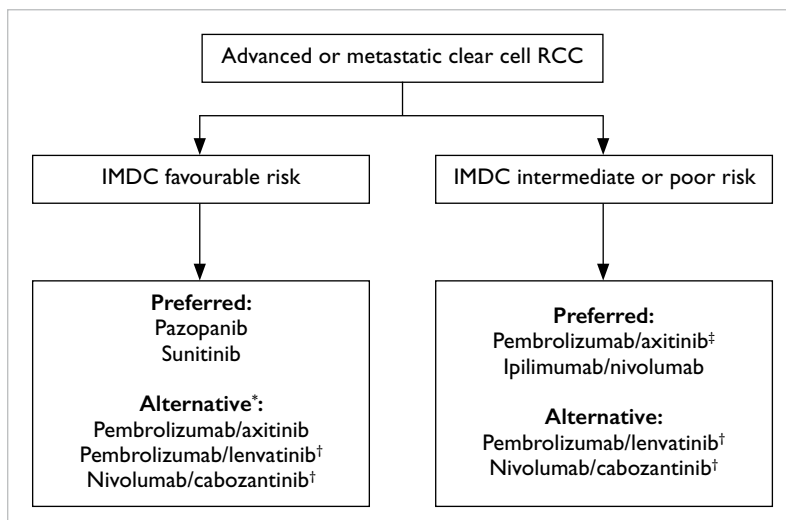 Advanced or metastatic clear cell RCC
IMDC favourable risk
IMDC intermediate or poor risk
Preferred:
Pazopanib
Sunitinib
Alternative*:
Pembrolizumab/axitinib
Pembrolizumab/lenvatinib†
Nivolumab/cabozantinib†
Preferred:
Pembrolizumab/axitinib‡
Ipilimumab/nivolumab
Alternative:
Pembrolizumab/lenvatinib†
Nivolumab/cabozantinib†